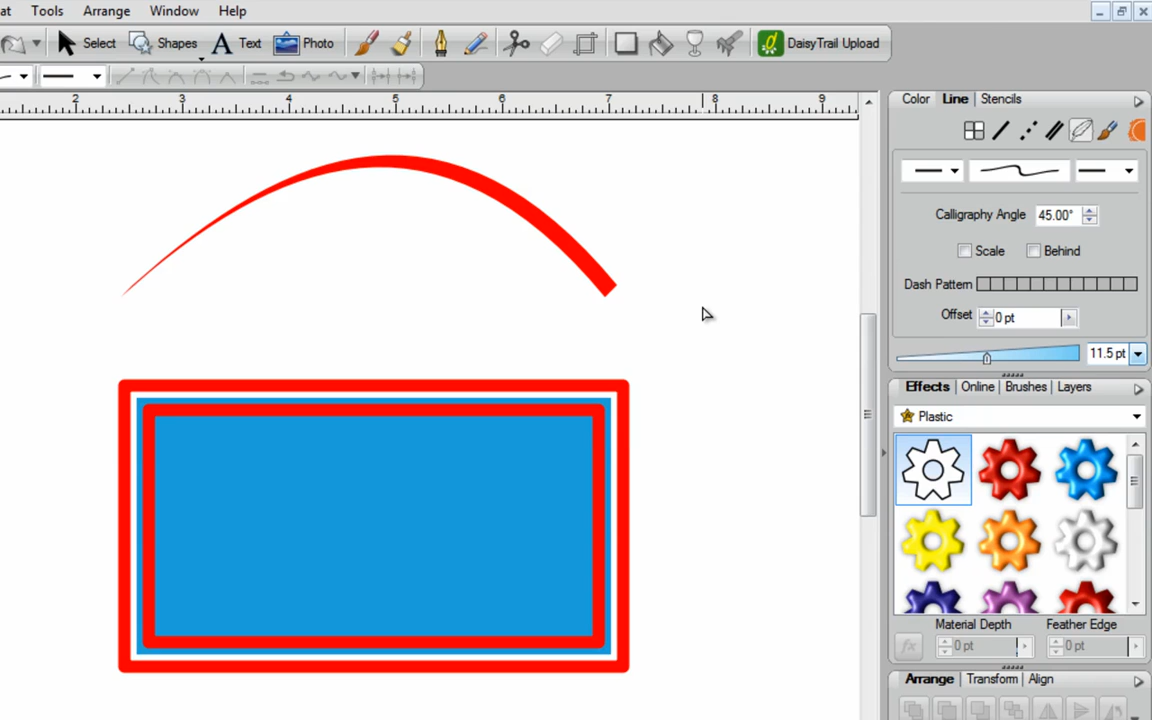 at Tools Arrange Window Help
Select Shapes Text Photo DaisyTrail Upload
2 3 4 5 6 7 8 9
Color Line Stencils
Calligraphy Angle 45.00°
Scale Behind
Dash Pattern
Offset 0 pt
11.5 pt
Effects Online Brushes Layers
Plastic
Material Depth Feather Edge
fx 0 pt 0 pt
Arrange Transform Align